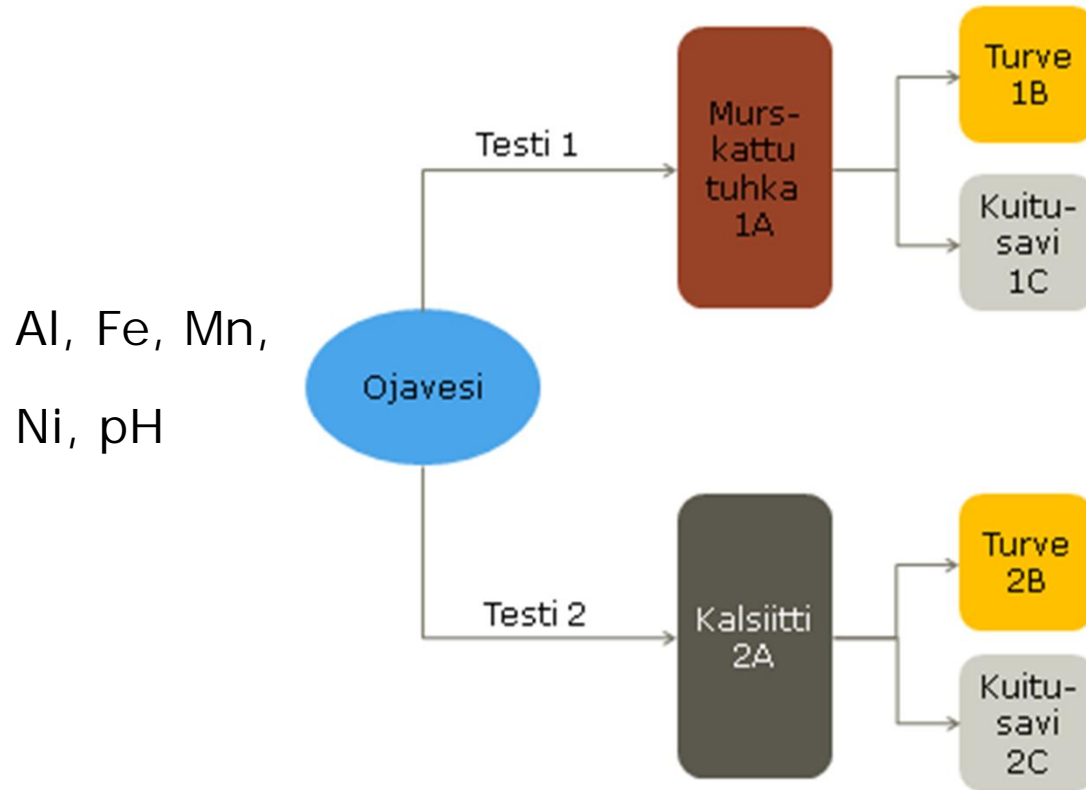 Al, Fe, Mn,
Ni, pH
Ojavesi
Testi 1
Murs-
kattu
tuhka
1A
Turve
1B
Kuitu-
savi
1C
Testi 2
Kalsiitti
2A
Turve
2B
Kuitu-
savi
2C